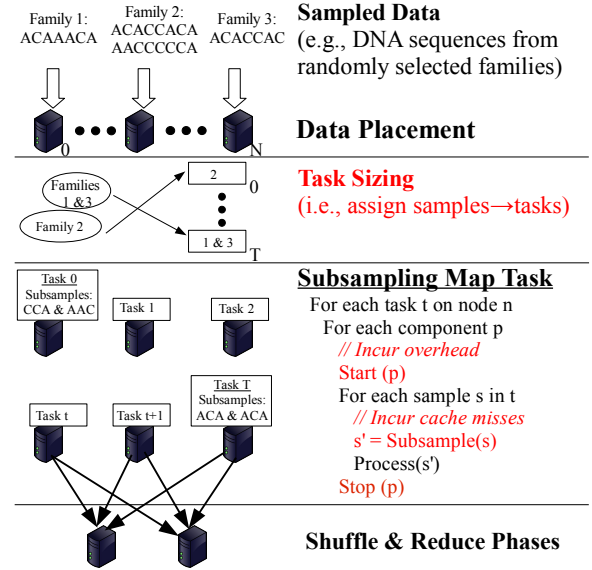 Family 1:
ACAAACA
Family 2:
ACACCACA
AACCCCCA
Family 3:
ACACCAC
Sampled Data
(e.g., DNA sequences from
randomly selected families)
0
N
Data Placement
Families
1 &3
Family 2
2
0
1 & 3
T
Task Sizing
(i.e., assign samples→tasks)
Task 0
Subsamples:
CCA & AAC
Task 1
Task 2
Task t
Task t+1
Task T
Subsamples:
ACA & ACA
Subsampling Map Task
For each task t on node n
For each component p
// Incur overhead
Start (p)
For each sample s in t
// Incur cache misses
s' = Subsample(s)
Process(s')
Stop (p)
Shuffle & Reduce Phases